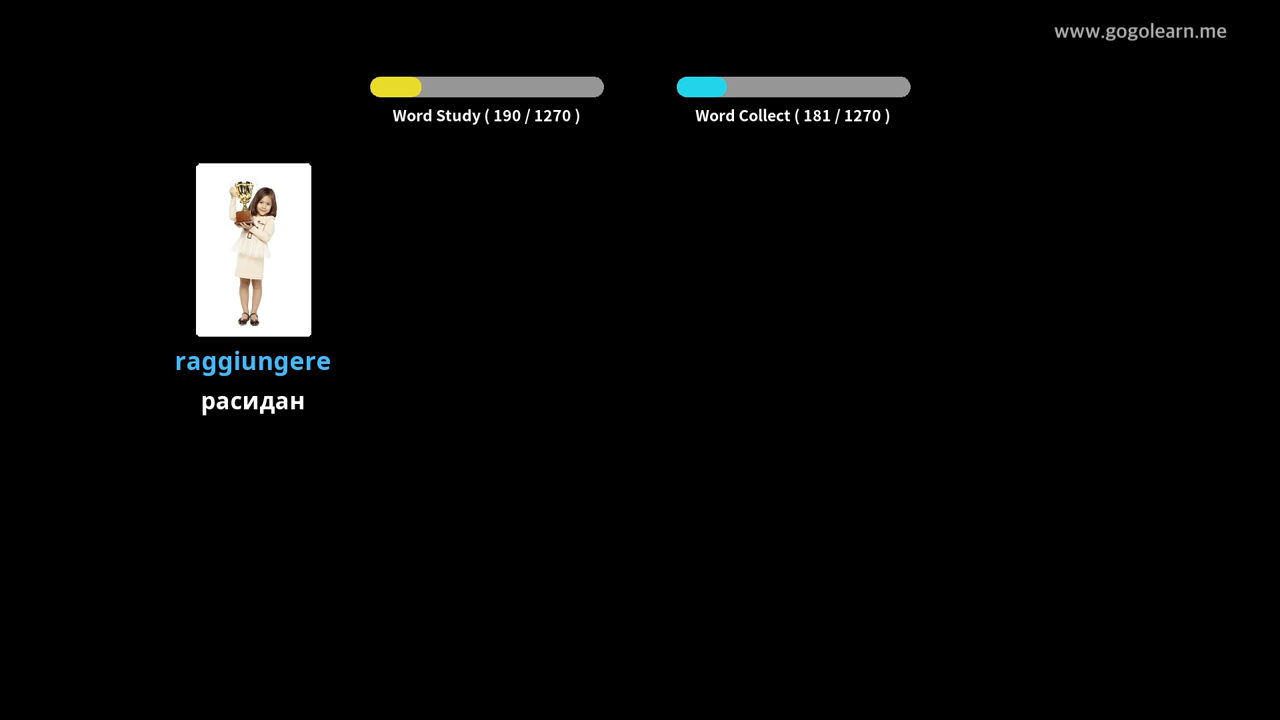 www.gogolearn.me
Word Study ( 190 / 1270 )
Word Collect ( 181 / 1270 )
raggiungere
расидан